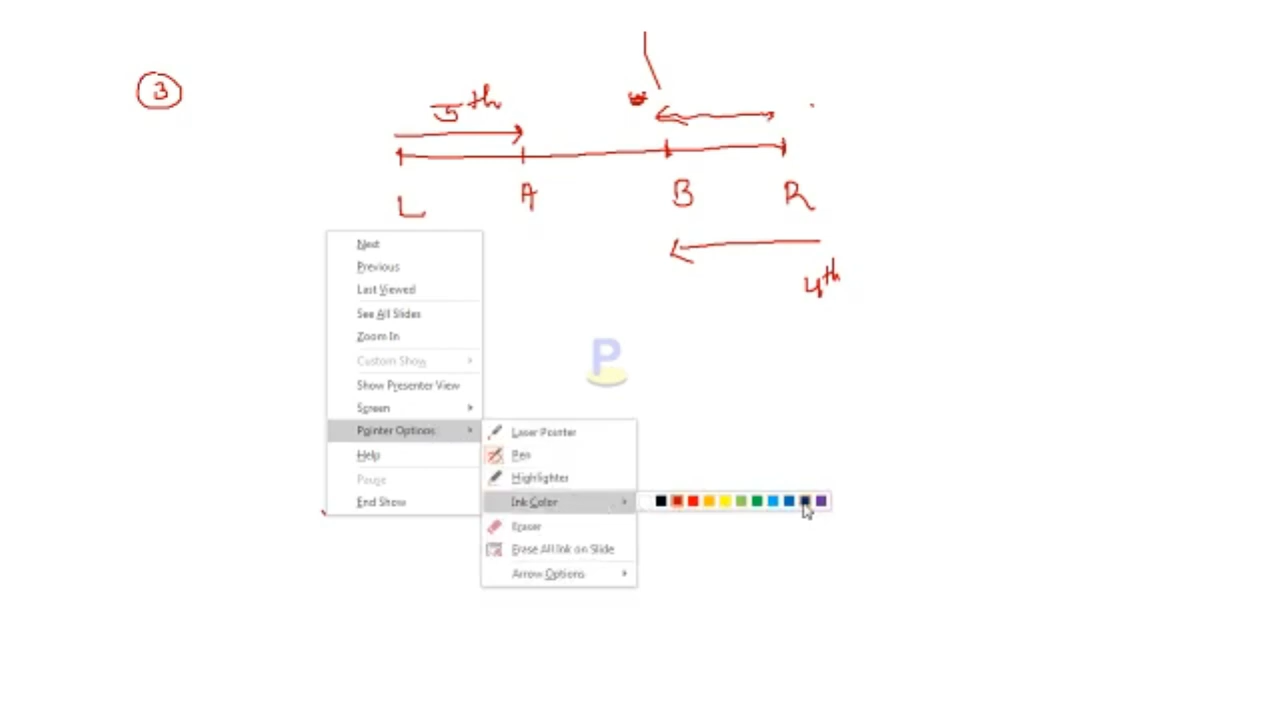 3
5th
L A B R
4th
Next
Previous
Last Viewed
See All Slides
Zoom In
Custom Show
Show Presenter View
Screen
Pointer Options
Help
Pause
End Show
P
Laser Pointer
Pen
Highlighter
Ink Color
Eraser
Erase All Ink on Slide
Arrow Options